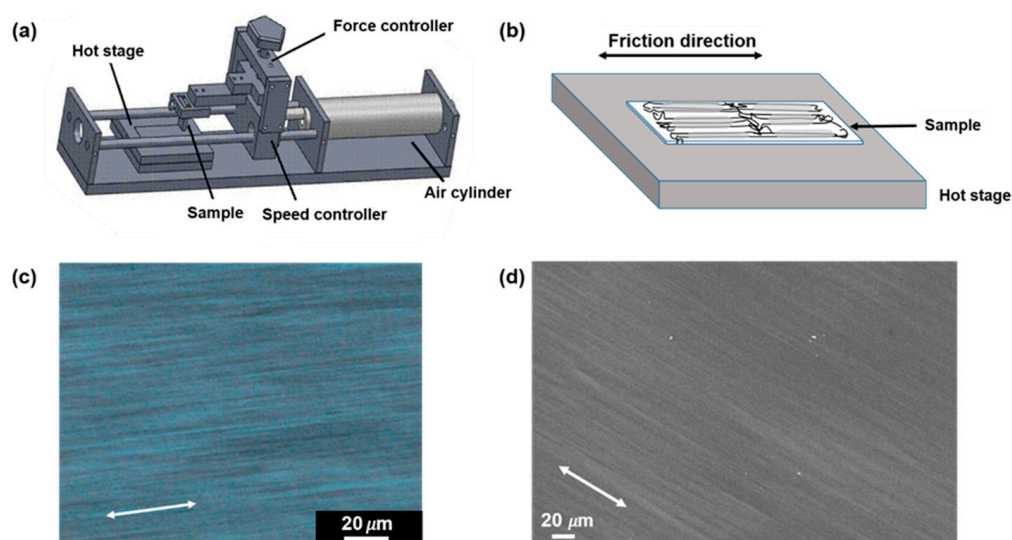 (a)
Force controller
Hot stage
Sample
Speed controller
Air cylinder
(b)
Friction direction
Sample
Hot stage
(c)
20 μm
(d)
20 μm